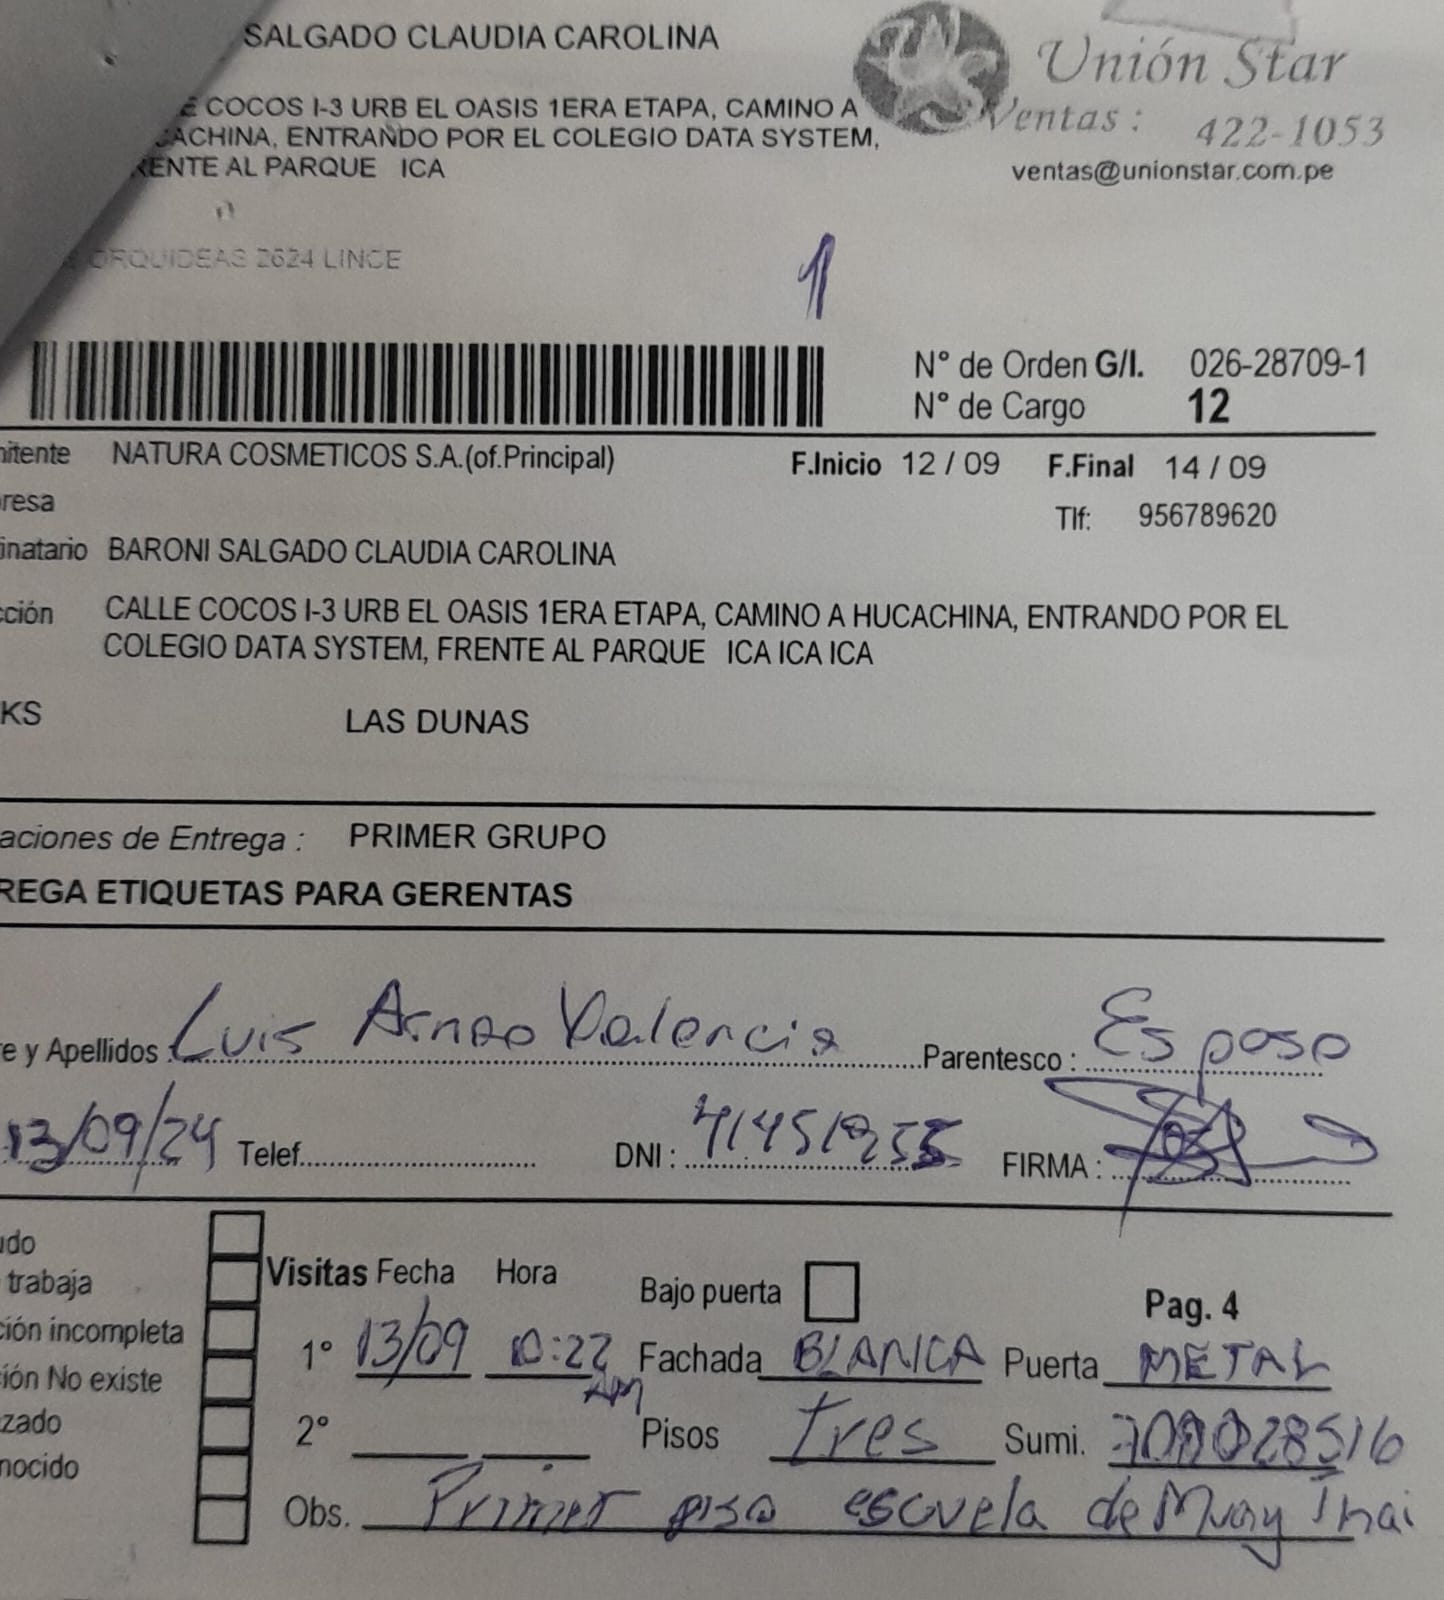 SALGADO CLAUDIA CAROLINA
Unión Star
E COCOS I-3 URB EL OASIS 1ERA ETAPA, CAMINO A
Ventas: 422-1053
CACHINA, ENTRANDO POR EL COLEGIO DATA SYSTEM,
RENTE AL PARQUE ICA
ventas@unionstar.com.pe
ORQUIDEAS 2624 LINCE
1
N° de Orden G/I. 026-28709-1
N° de Cargo 12
mitente NATURA COSMETICOS S.A.(of.Principal)
F.Inicio 12 / 09 F.Final 14 / 09
resa
Tlf: 956789620
inatario BARONI SALGADO CLAUDIA CAROLINA
cción CALLE COCOS I-3 URB EL OASIS 1ERA ETAPA, CAMINO A HUCACHINA, ENTRANDO POR EL
COLEGIO DATA SYSTEM, FRENTE AL PARQUE ICA ICA ICA
KS LAS DUNAS
aciones de Entrega : PRIMER GRUPO
REGA ETIQUETAS PARA GERENTAS
e y Apellidos : Luis Arnao Valencia Parentesco : Esposo
13/09/24 Telef. DNI : FIRMA :
do
trabaja
Visitas Fecha Hora Bajo puerta Pag. 4
ción incompleta
1° 13/09 10:22 AM Fachada BLANCA Puerta METAL
ión No existe
zado
2° Pisos tres Sumi.
nocido
Obs. Primer piso escuela de Muay Thai